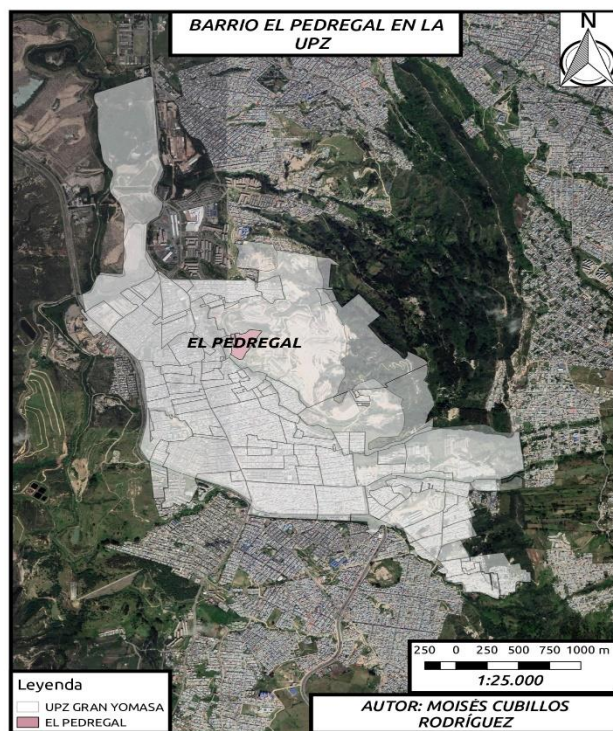 BARRIO EL PEDREGAL EN LA
UPZ
N
EL PEDREGAL
250 0 250 500 750 1000 m
1:25.000
Leyenda
UPZ GRAN YOMASA
EL PEDREGAL
AUTOR: MOISÉS CUBILLOS
RODRÍGUEZ